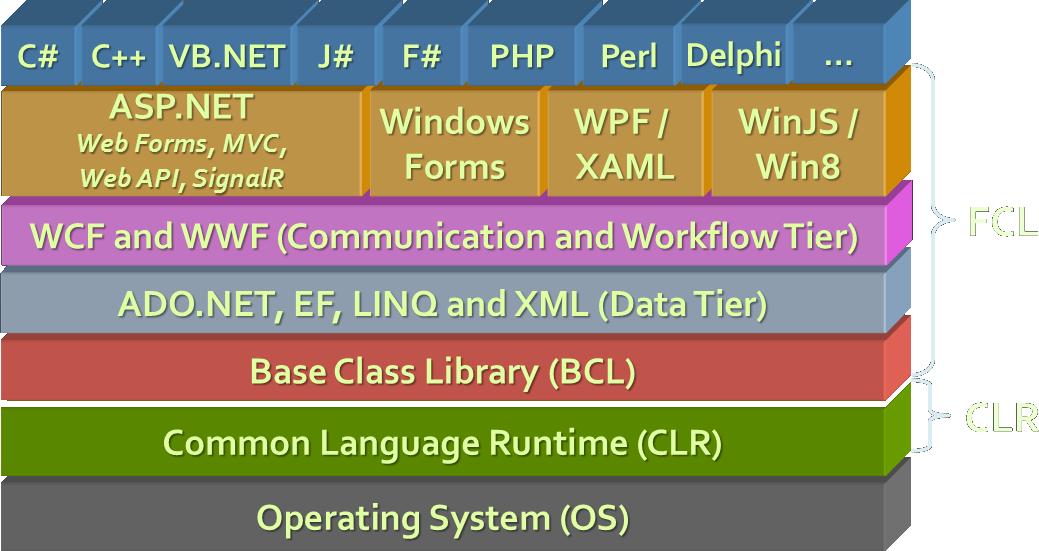 C# C++ VB.NET J# F# PHP Perl Delphi ...
ASP.NET
Web Forms, MVC,
Web API, SignalR
Windows
Forms
WPF /
XAML
WinJS /
Win8
WCF and WWF (Communication and Workflow Tier)
FCL
ADO.NET, EF, LINQ and XML (Data Tier)
Base Class Library (BCL)
Common Language Runtime (CLR)
CLR
Operating System (OS)